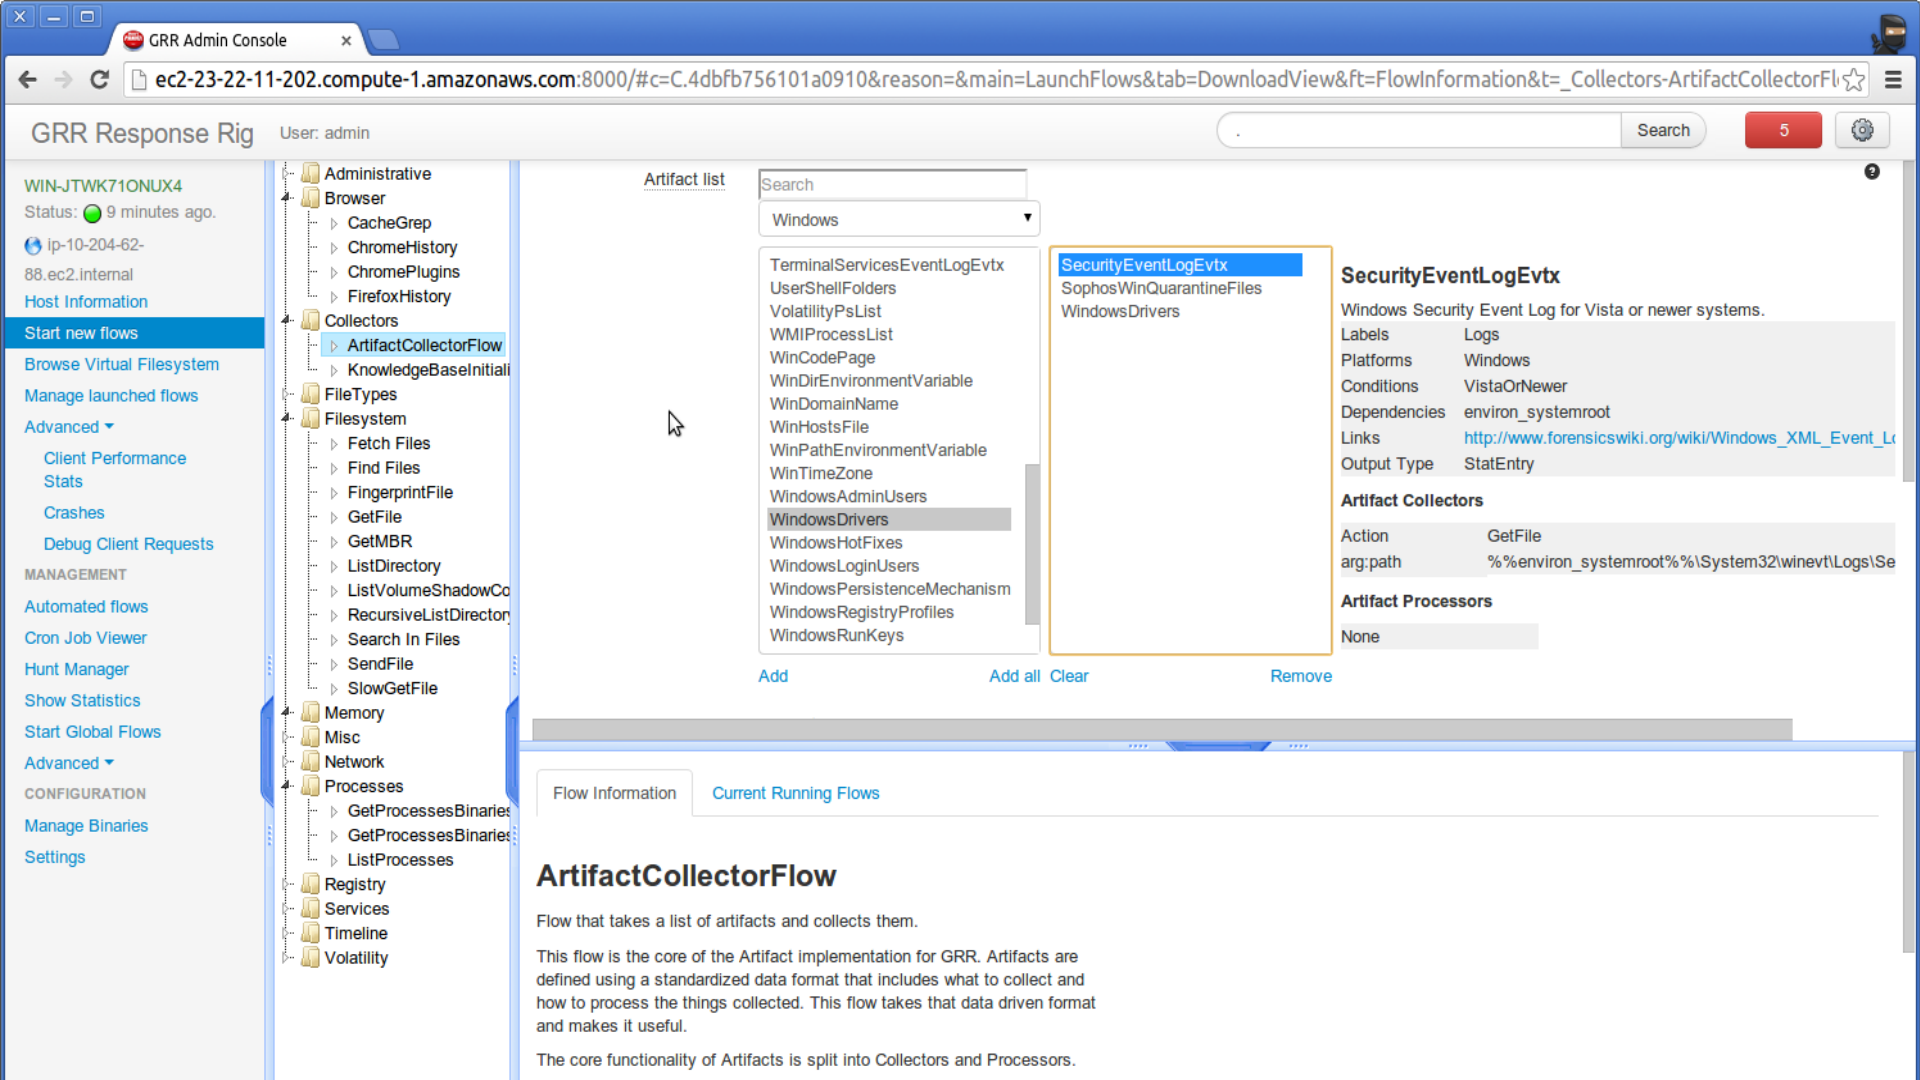 GRR Admin Console
ec2-23-22-11-202.compute-1.amazonaws.com:8000/#c=C.4dbfb756101a0910&reason=&main=LaunchFlows&tab=DownloadView&ft=FlowInformation&t=_Collectors-ArtifactCollectorFl
GRR Response Rig
User: admin
.
Search
5
WIN-JTWK71ONUX4
Status: 9 minutes ago.
ip-10-204-62-
88.ec2.internal
Host Information
Start new flows
Browse Virtual Filesystem
Manage launched flows
Advanced
Client Performance
Stats
Crashes
Debug Client Requests
MANAGEMENT
Automated flows
Cron Job Viewer
Hunt Manager
Show Statistics
Start Global Flows
Advanced
CONFIGURATION
Manage Binaries
Settings
Administrative
Browser
CacheGrep
ChromeHistory
ChromePlugins
FirefoxHistory
Collectors
ArtifactCollectorFlow
KnowledgeBaseInitiali
FileTypes
Filesystem
Fetch Files
Find Files
FingerprintFile
GetFile
GetMBR
ListDirectory
ListVolumeShadowCo
RecursiveListDirectory
Search In Files
SendFile
SlowGetFile
Memory
Misc
Network
Processes
GetProcessesBinaries
GetProcessesBinaries
ListProcesses
Registry
Services
Timeline
Volatility
Artifact list
Search
Windows
TerminalServicesEventLogEvtx
UserShellFolders
VolatilityPsList
WMIProcessList
WinCodePage
WinDirEnvironmentVariable
WinDomainName
WinHostsFile
WinPathEnvironmentVariable
WinTimeZone
WindowsAdminUsers
WindowsDrivers
WindowsHotFixes
WindowsLoginUsers
WindowsPersistenceMechanism
WindowsRegistryProfiles
WindowsRunKeys
Add
Add all
SecurityEventLogEvtx
SophosWinQuarantineFiles
WindowsDrivers
Clear
Remove
SecurityEventLogEvtx
Windows Security Event Log for Vista or newer systems.
Labels Logs
Platforms Windows
Conditions VistaOrNewer
Dependencies environ_systemroot
Links http://www.forensicswiki.org/wiki/Windows_XML_Event_Lo
Output Type StatEntry
Artifact Collectors
Action GetFile
arg:path %%environ_systemroot%%\System32\winevt\Logs\Se
Artifact Processors
None
Flow Information
Current Running Flows
ArtifactCollectorFlow
Flow that takes a list of artifacts and collects them.
This flow is the core of the Artifact implementation for GRR. Artifacts are
defined using a standardized data format that includes what to collect and
how to process the things collected. This flow takes that data driven format
and makes it useful.
The core functionality of Artifacts is split into Collectors and Processors.